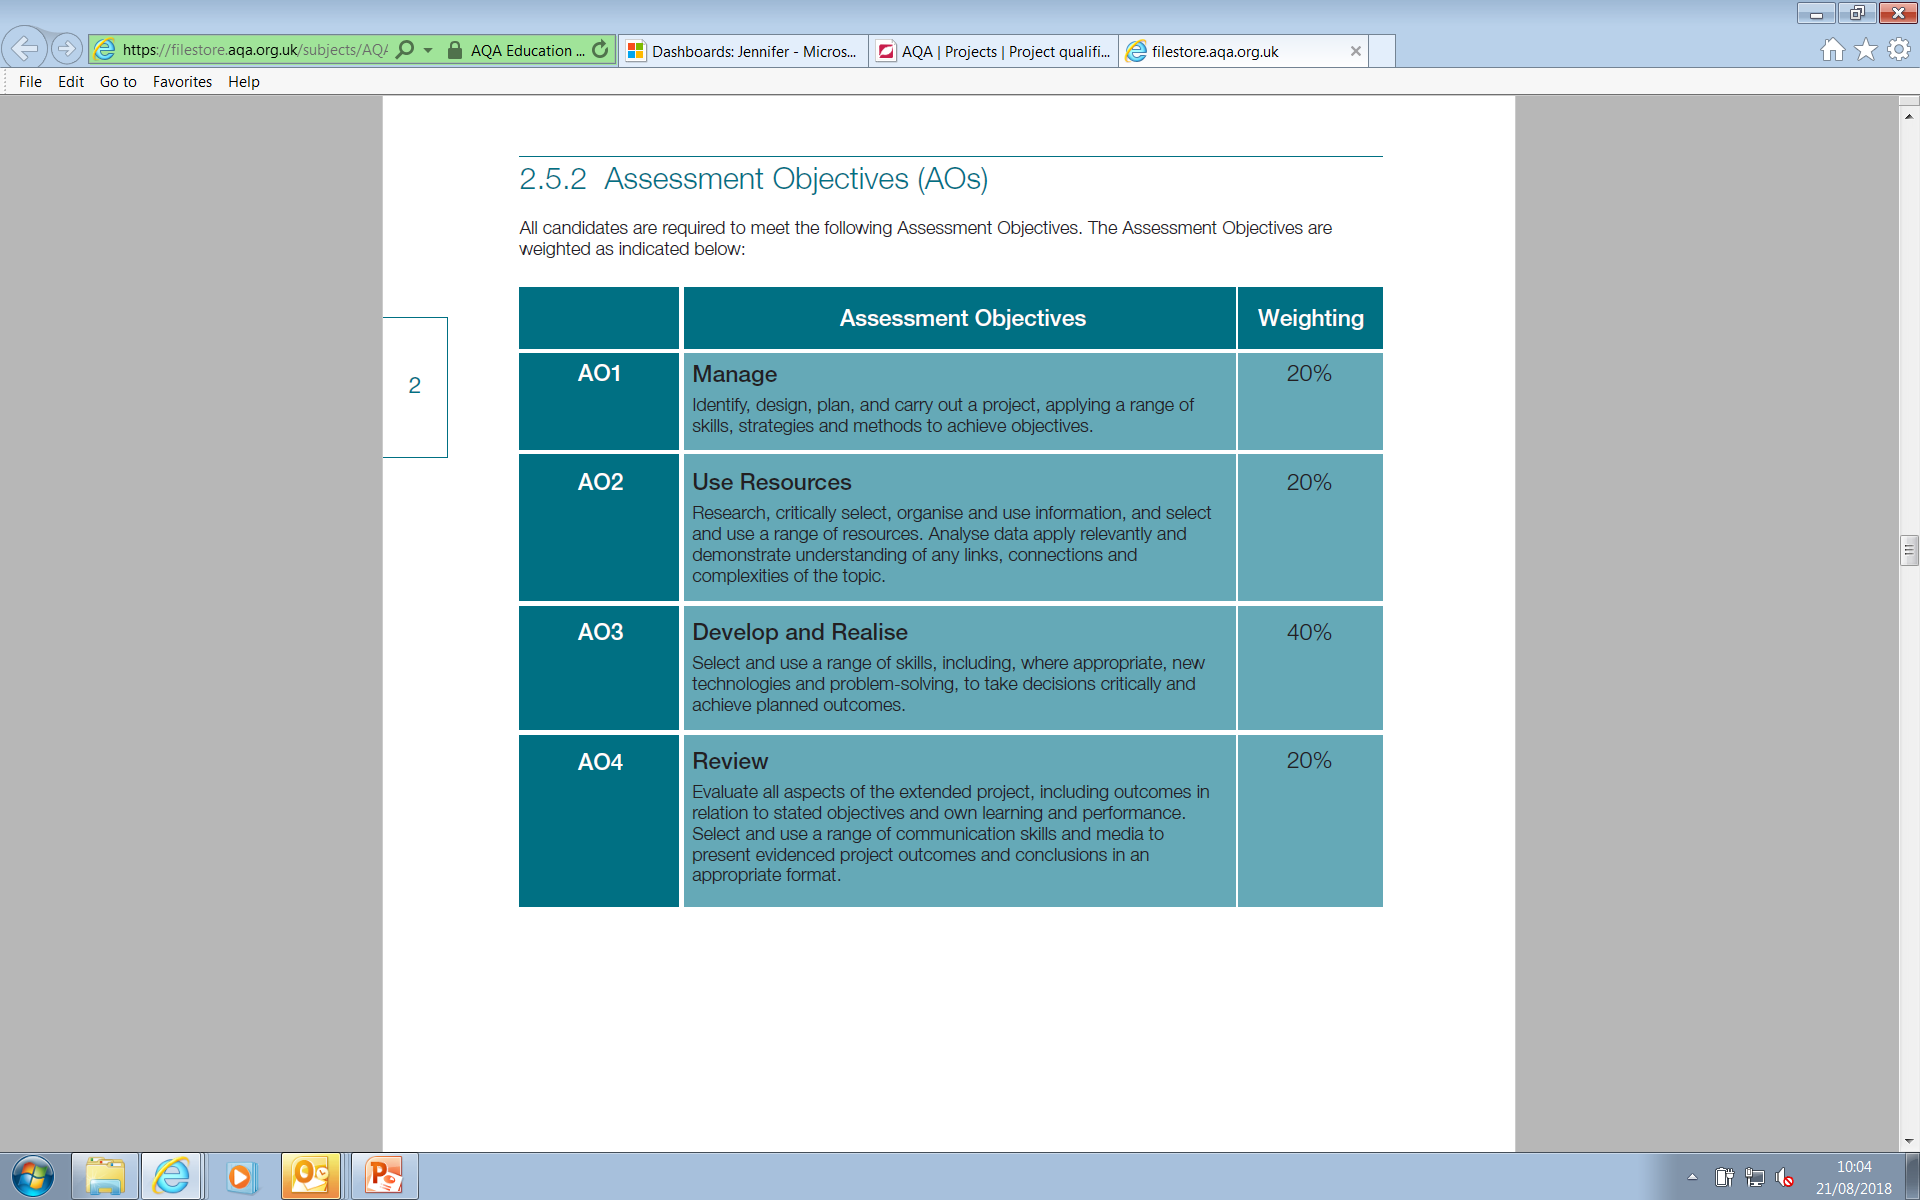 https://filestore.aqa.org.uk/subjects/AQA
AQA Education ...
Dashboards: Jennifer - Micros...
AQA | Projects | Project qualifi...
filestore.aqa.org.uk
File Edit Go to Favorites Help
2.5.2 Assessment Objectives (AOs)
All candidates are required to meet the following Assessment Objectives. The Assessment Objectives are
weighted as indicated below:
2
Assessment Objectives Weighting
AO1 Manage 20%
Identify, design, plan, and carry out a project, applying a range of
skills, strategies and methods to achieve objectives.
AO2 Use Resources 20%
Research, critically select, organise and use information, and select
and use a range of resources. Analyse data apply relevantly and
demonstrate understanding of any links, connections and
complexities of the topic.
AO3 Develop and Realise 40%
Select and use a range of skills, including, where appropriate, new
technologies and problem-solving, to take decisions critically and
achieve planned outcomes.
AO4 Review 20%
Evaluate all aspects of the extended project, including outcomes in
relation to stated objectives and own learning and performance.
Select and use a range of communication skills and media to
present evidenced project outcomes and conclusions in an
appropriate format.
10:04
21/08/2018